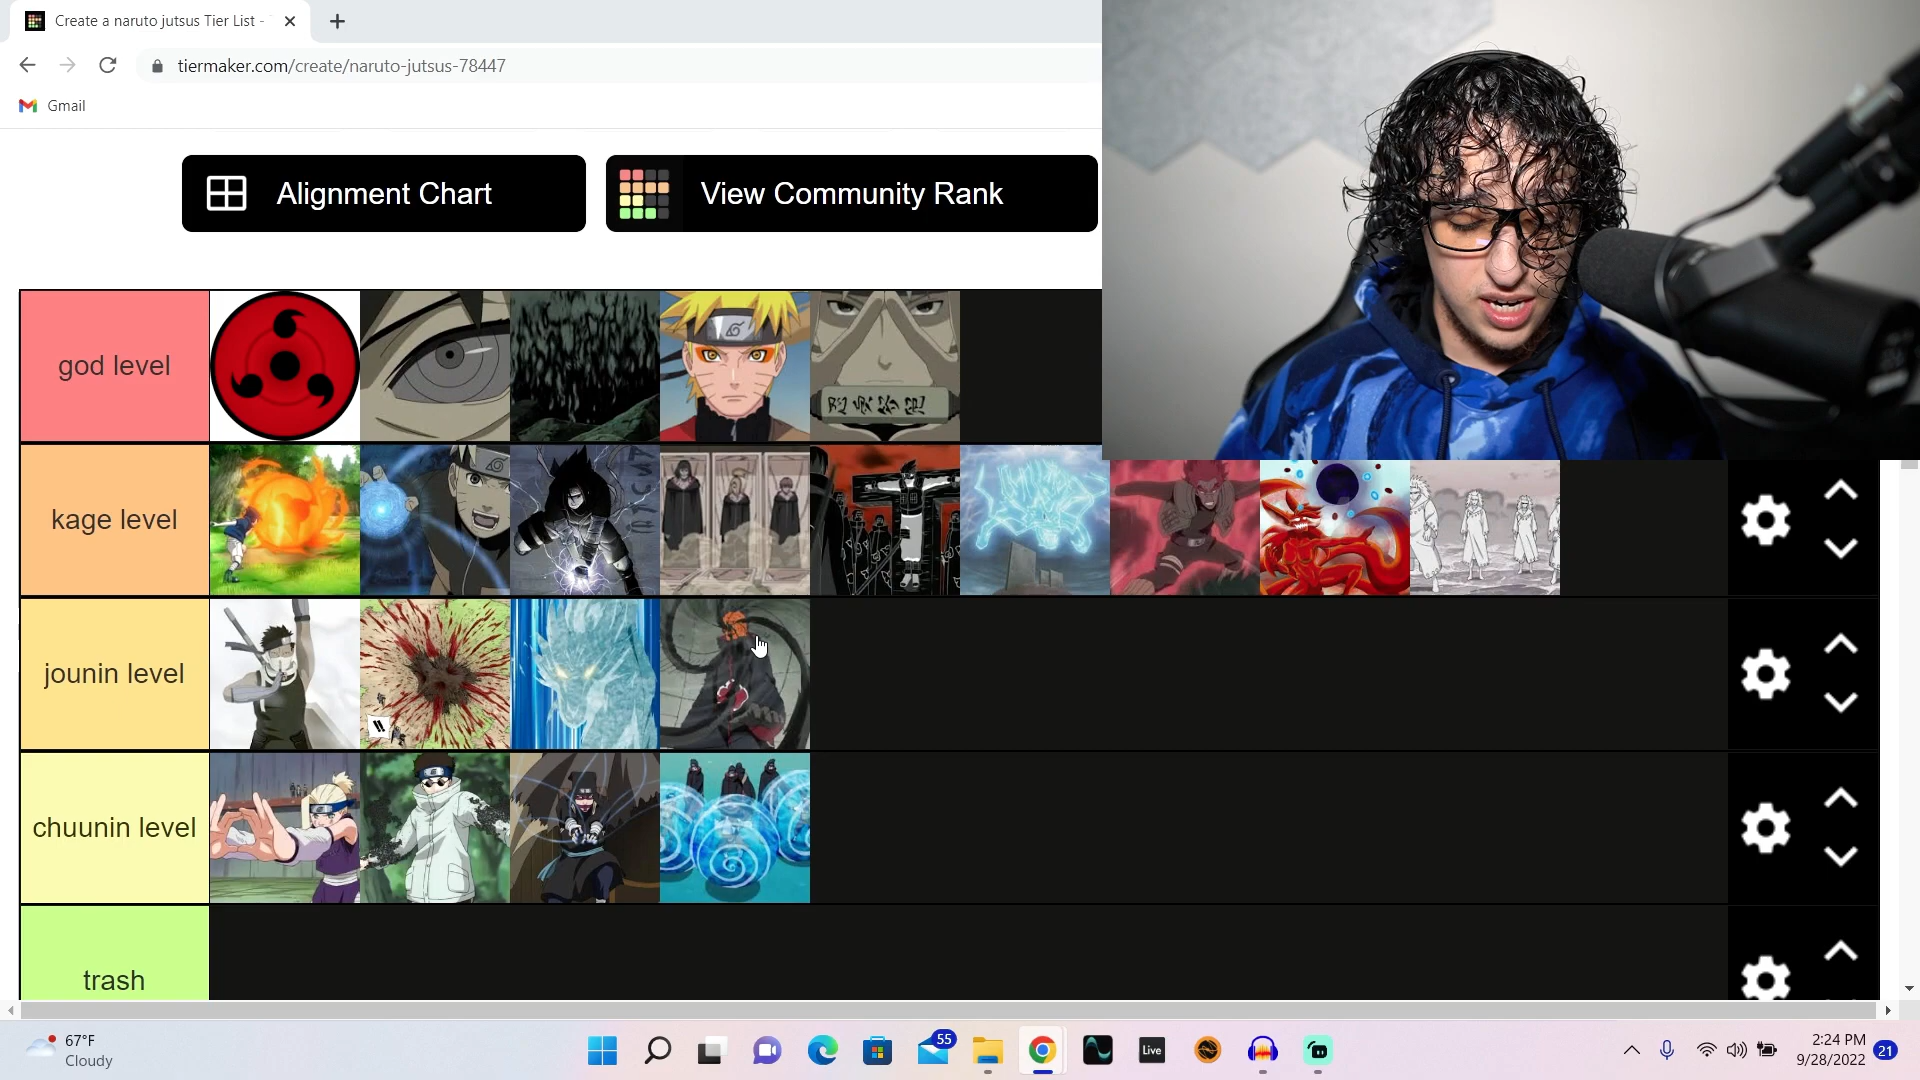 Create a naruto jutsus Tier List -
tiermaker.com/create/naruto-jutsus-78447
Gmail
Alignment Chart
View Community Rank
god level
kage level
jounin level
chuunin level
trash
67°F
Cloudy
55
Live
2:24 PM
9/28/2022
21